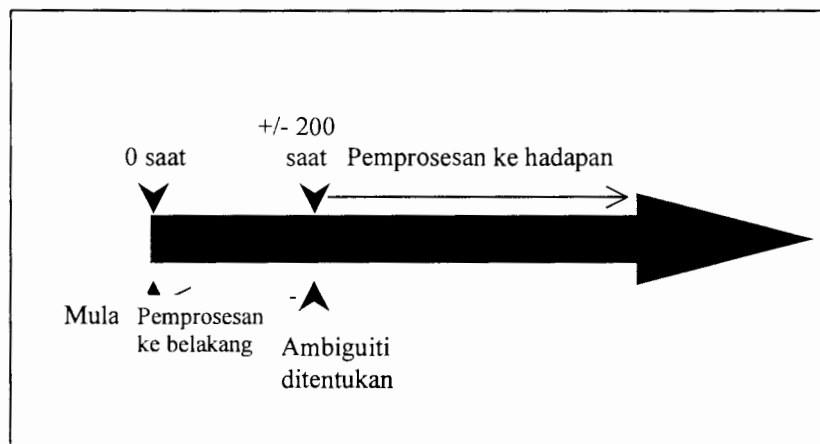 +/- 200
0 saat
saat
Pemprosesan ke hadapan
Mula
Pemprosesan
ke belakang
Ambiguiti
ditentukan